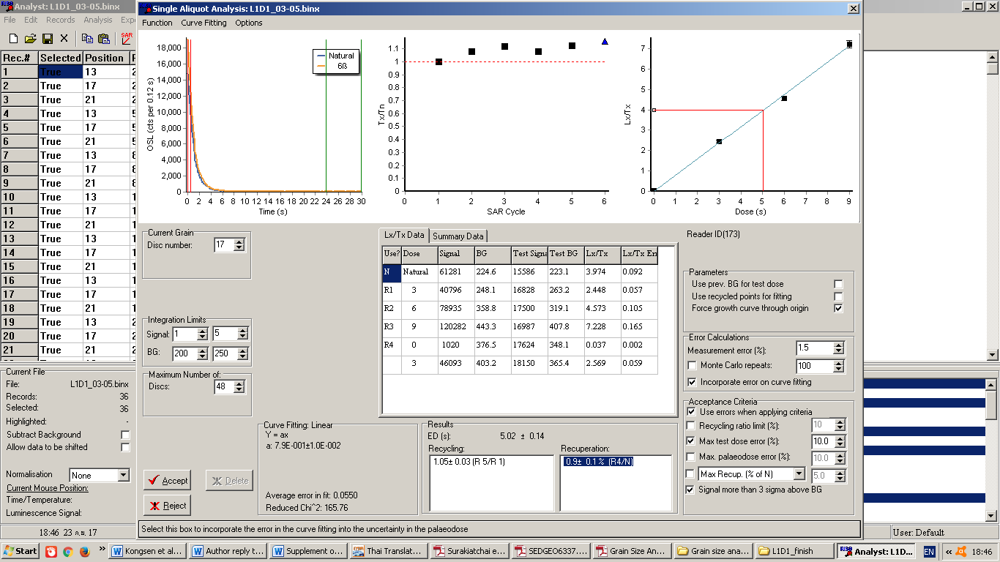 Analyst: L1D1_03-05.binx
File Edit Records Analysis
Single Aliquot Analysis: L1D1_03-05.binx
Function Curve Fitting Options
SAR
Rec.# Selected Position
1 True 13 2
2 True 17 2
3 True 21 2
4 True 13 5
5 True 17 5
6 True 21 5
7 True 13 8
8 True 17 8
9 True 21 8
10 True 13 1
11 True 17 1
12 True 21 1
13 True 13 1
14 True 17 1
15 True 21 1
16 True 13 1
17 True 17 1
18 True 21 1
19 True 13 2
20 True 17 2
21 True 21 2
OSL (cts per 0.12 s)
18,000
16,000
14,000
12,000
10,000
8,000
6,000
4,000
2,000
0
0 2 4 6 8 10 12 14 16 18 20 22 24 26 28 30
Time (s)
Natural
6ß
Tx/Tn
1.1
1
0.9
0.8
0.7
0.6
0.5
0.4
0.3
0.2
0.1
0
0 1 2 3 4 5 6
SAR Cycle
Lx/Tx
7
6
5
4
3
2
1
0
0 1 2 3 4 5 6 7 8 9
Dose (s)
Current Grain
Disc number: 17
Integration Limits
Signal: 1 5
BG: 200 250
Maximum Number of:
Discs: 48
Lx/Tx Data Summary Data
Use? Dose Signal BG Test Signa Test BG Lx/Tx Lx/Tx Err
N Natural 61281 224.6 15586 223.1 3.974 0.092
R1 3 40796 248.1 16828 263.2 2.448 0.057
R2 6 78935 358.8 17500 319.1 4.573 0.105
R3 9 120282 443.3 16987 407.8 7.228 0.165
R4 0 1020 376.5 17624 348.1 0.037 0.002
3 46093 403.2 18150 365.4 2.569 0.059
Reader ID(173)
Parameters
Use prev. BG for test dose
Use recycled points for fitting
Force growth curve through origin
Error Calculations
Measurement error (%): 1.5
Monte Carlo repeats: 100
Incorporate error on curve fitting
Acceptance Criteria
Use errors when applying criteria
Recycling ratio limit (%): 10
Max test dose error (%): 10.0
Max. palaeodose error (%): 10.0
Max Recup. (% of N) 5.0
Signal more than 3 sigma above BG
Current File
File: L1D1_03-05.binx
Records: 36
Selected: 36
Highlighted: -
Subtract Background
Allow data to be shifted
Normalisation None
Current Mouse Position:
Time/Temperature:
Luminescence Signal:
Accept Delete
Reject
Curve Fitting: Linear
Y = ax
a: 7.9E-001±1.0E-002
Average error in fit: 0.0550
Reduced Chi^2: 165.76
Results
ED (s): 5.02 ± 0.14
Recycling: Recuperation:
1.05± 0.03 (R 5/R 1) 0.9± 0.1 % (R4/N)
Select this box to incorporate the error in the curve fitting into the uncertainty in the palaeodose
18:46 23 ก.ย. 17
User: Default
Start » Kongsen et al... Author reply t... Supplement o... Thai Translat... Surakiatchai e... SEDGEO6337.... Grain Size An... Grain size ana... L1D1_finish Analyst: L1D... EN « 18:46